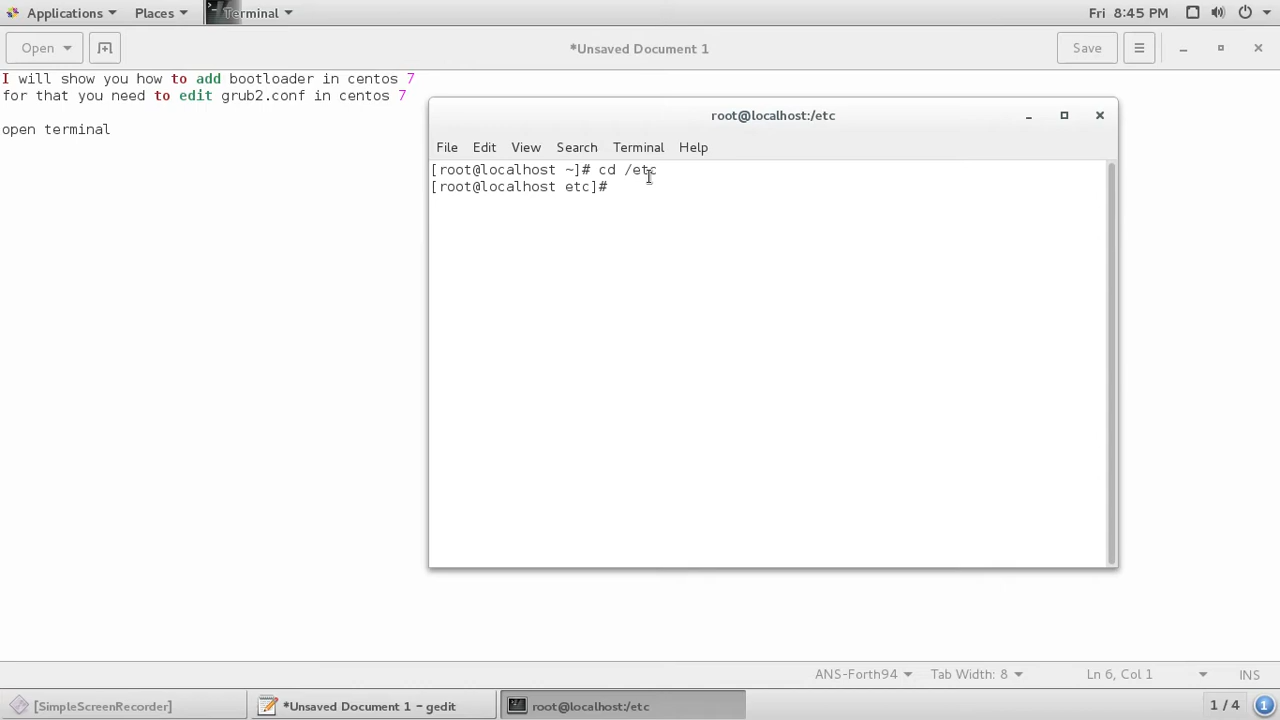 Applications Places Terminal Fri 8:45 PM
Open *Unsaved Document 1 Save
I will show you how to add bootloader in centos 7
for that you need to edit grub2.conf in centos 7
open terminal
root@localhost:/etc
File Edit View Search Terminal Help
[root@localhost ~]# cd /etc
[root@localhost etc]#
ANS-Forth94 Tab Width: 8 Ln 6, Col 1 INS
[SimpleScreenRecorder] *Unsaved Document 1 - gedit root@localhost:/etc 1 / 4 1